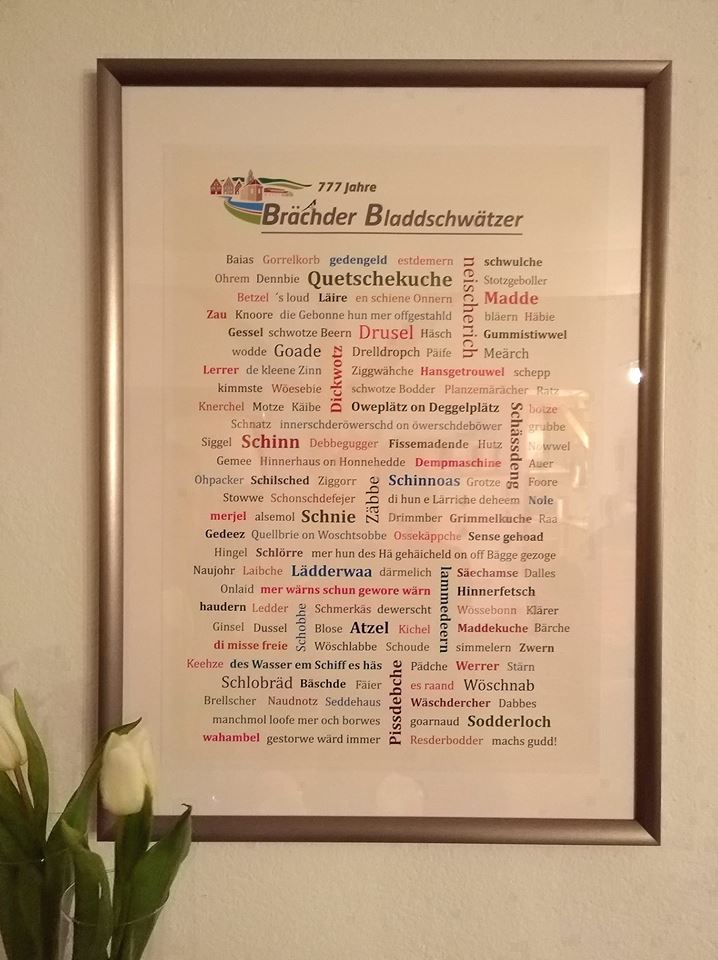 777 Jahre
Brächder Bladdschwätzer
Baias Gorrelkorb gedengeld estdemern neischerich schwulche
Ohrem Dennbie Quetschekuche Stotzgeboller
Betzel ´s loud Läire en schiene Onnern Madde
Zau Knoore die Gebonne hun mer offgestahld bläern Häbie
Gessel schwotze Beern Drusel Häsch Gummistiwwel
wodde Goade Dickwotz Drelldropch Päife Meärch
Lerrer de kleene Zinn Ziggwähche Hansgetrouwel schepp
kimmste Wöesebie schwotze Bodder Planzemärächer Ratz
Knerchel Motze Käibe Oweplätz on Deggelplätz Schässdeng botze
Schnatz innerschderöwerschd on öwerschdeböwer grubbe
Siggel Schinn Debbegugger Fissemadende Hutz Nowwel
Gemee Hinnerhaus on Honnehedde Dempmaschine Auer
Ohpacker Schilsched Ziggorr Zäbbe Schinnoas Grotze Foore
Stowwe Schonschdefejer di hun e Lärriche deheem Nole
merjel alsemol Schnie Drimmber Grimmelkuche Raa
Gedeez Quellbrie on Woschtsobbe Ossekäppche Sense gehoad
Hingel Schlörre mer hun des Hä gehäicheld on off Bägge gezoge
Naujohr Laibche Lädderwaa därmelich lammedeern Säechamse Dalles
Onlaid mer wärns schun gewore wärn Hinnerfetsch
haudern Ledder Schobbe Schmerkäs dewerscht Wössebonn Klärer
Ginsel Dussel Blose Atzel Kichel Maddekuche Bärche
di misse freie Wöschlabbe Schoude simmelern Zwern
Keehze des Wasser em Schiff es häs Pissdebche Pädche Werrer Stärn
Schlobräd Bäschde Fäier es raand Wöschnab
Brellscher Naudnotz Seddehaus Wäschdercher Dabbes
manchmol loofe mer och borwes goarnaud Sodderloch
wahambel gestorwe wärd immer Resderbodder machs gudd!